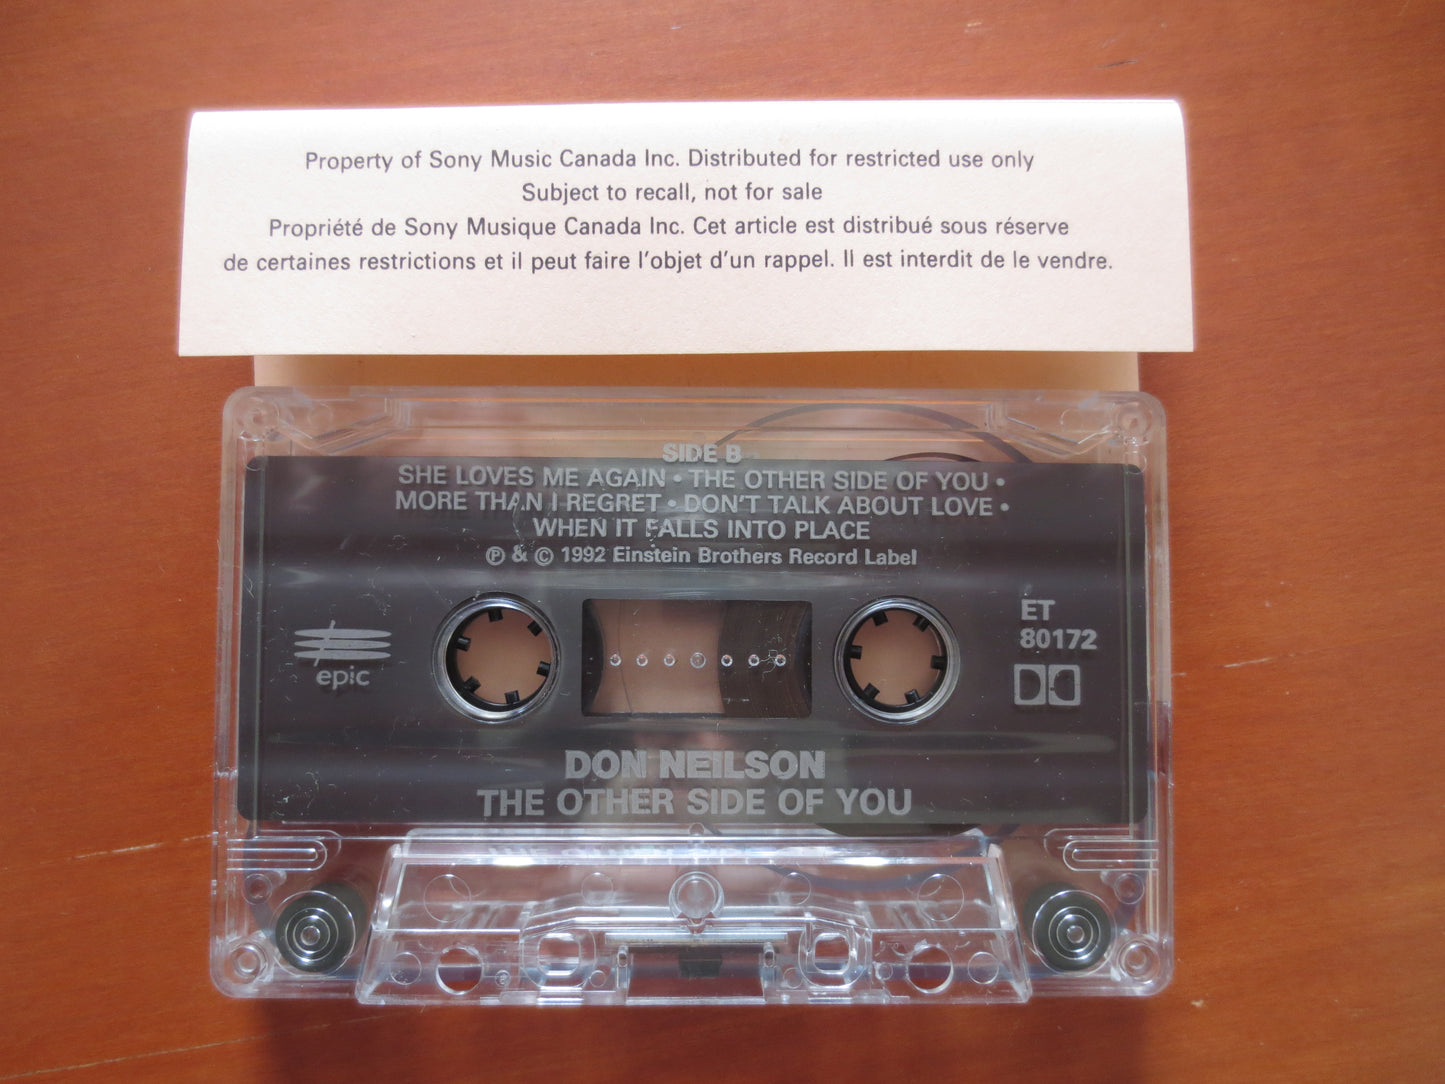 Property of Sony Music Canada Inc. Distributed for restricted use only
Subject to recall, not for sale
Propriété de Sony Musique Canada Inc. Cet article est distribué sous réserve
de certaines restrictions et il peut faire l'objet d'un rappel. Il est interdit de le vendre.
SIDE B
SHE LOVES ME AGAIN • THE OTHER SIDE OF YOU •
MORE THAN I REGRET • DON'T TALK ABOUT LOVE •
WHEN IT FALLS INTO PLACE
℗ & © 1992 Einstein Brothers Record Label
epic
ET
80172
DON NEILSON
THE OTHER SIDE OF YOU